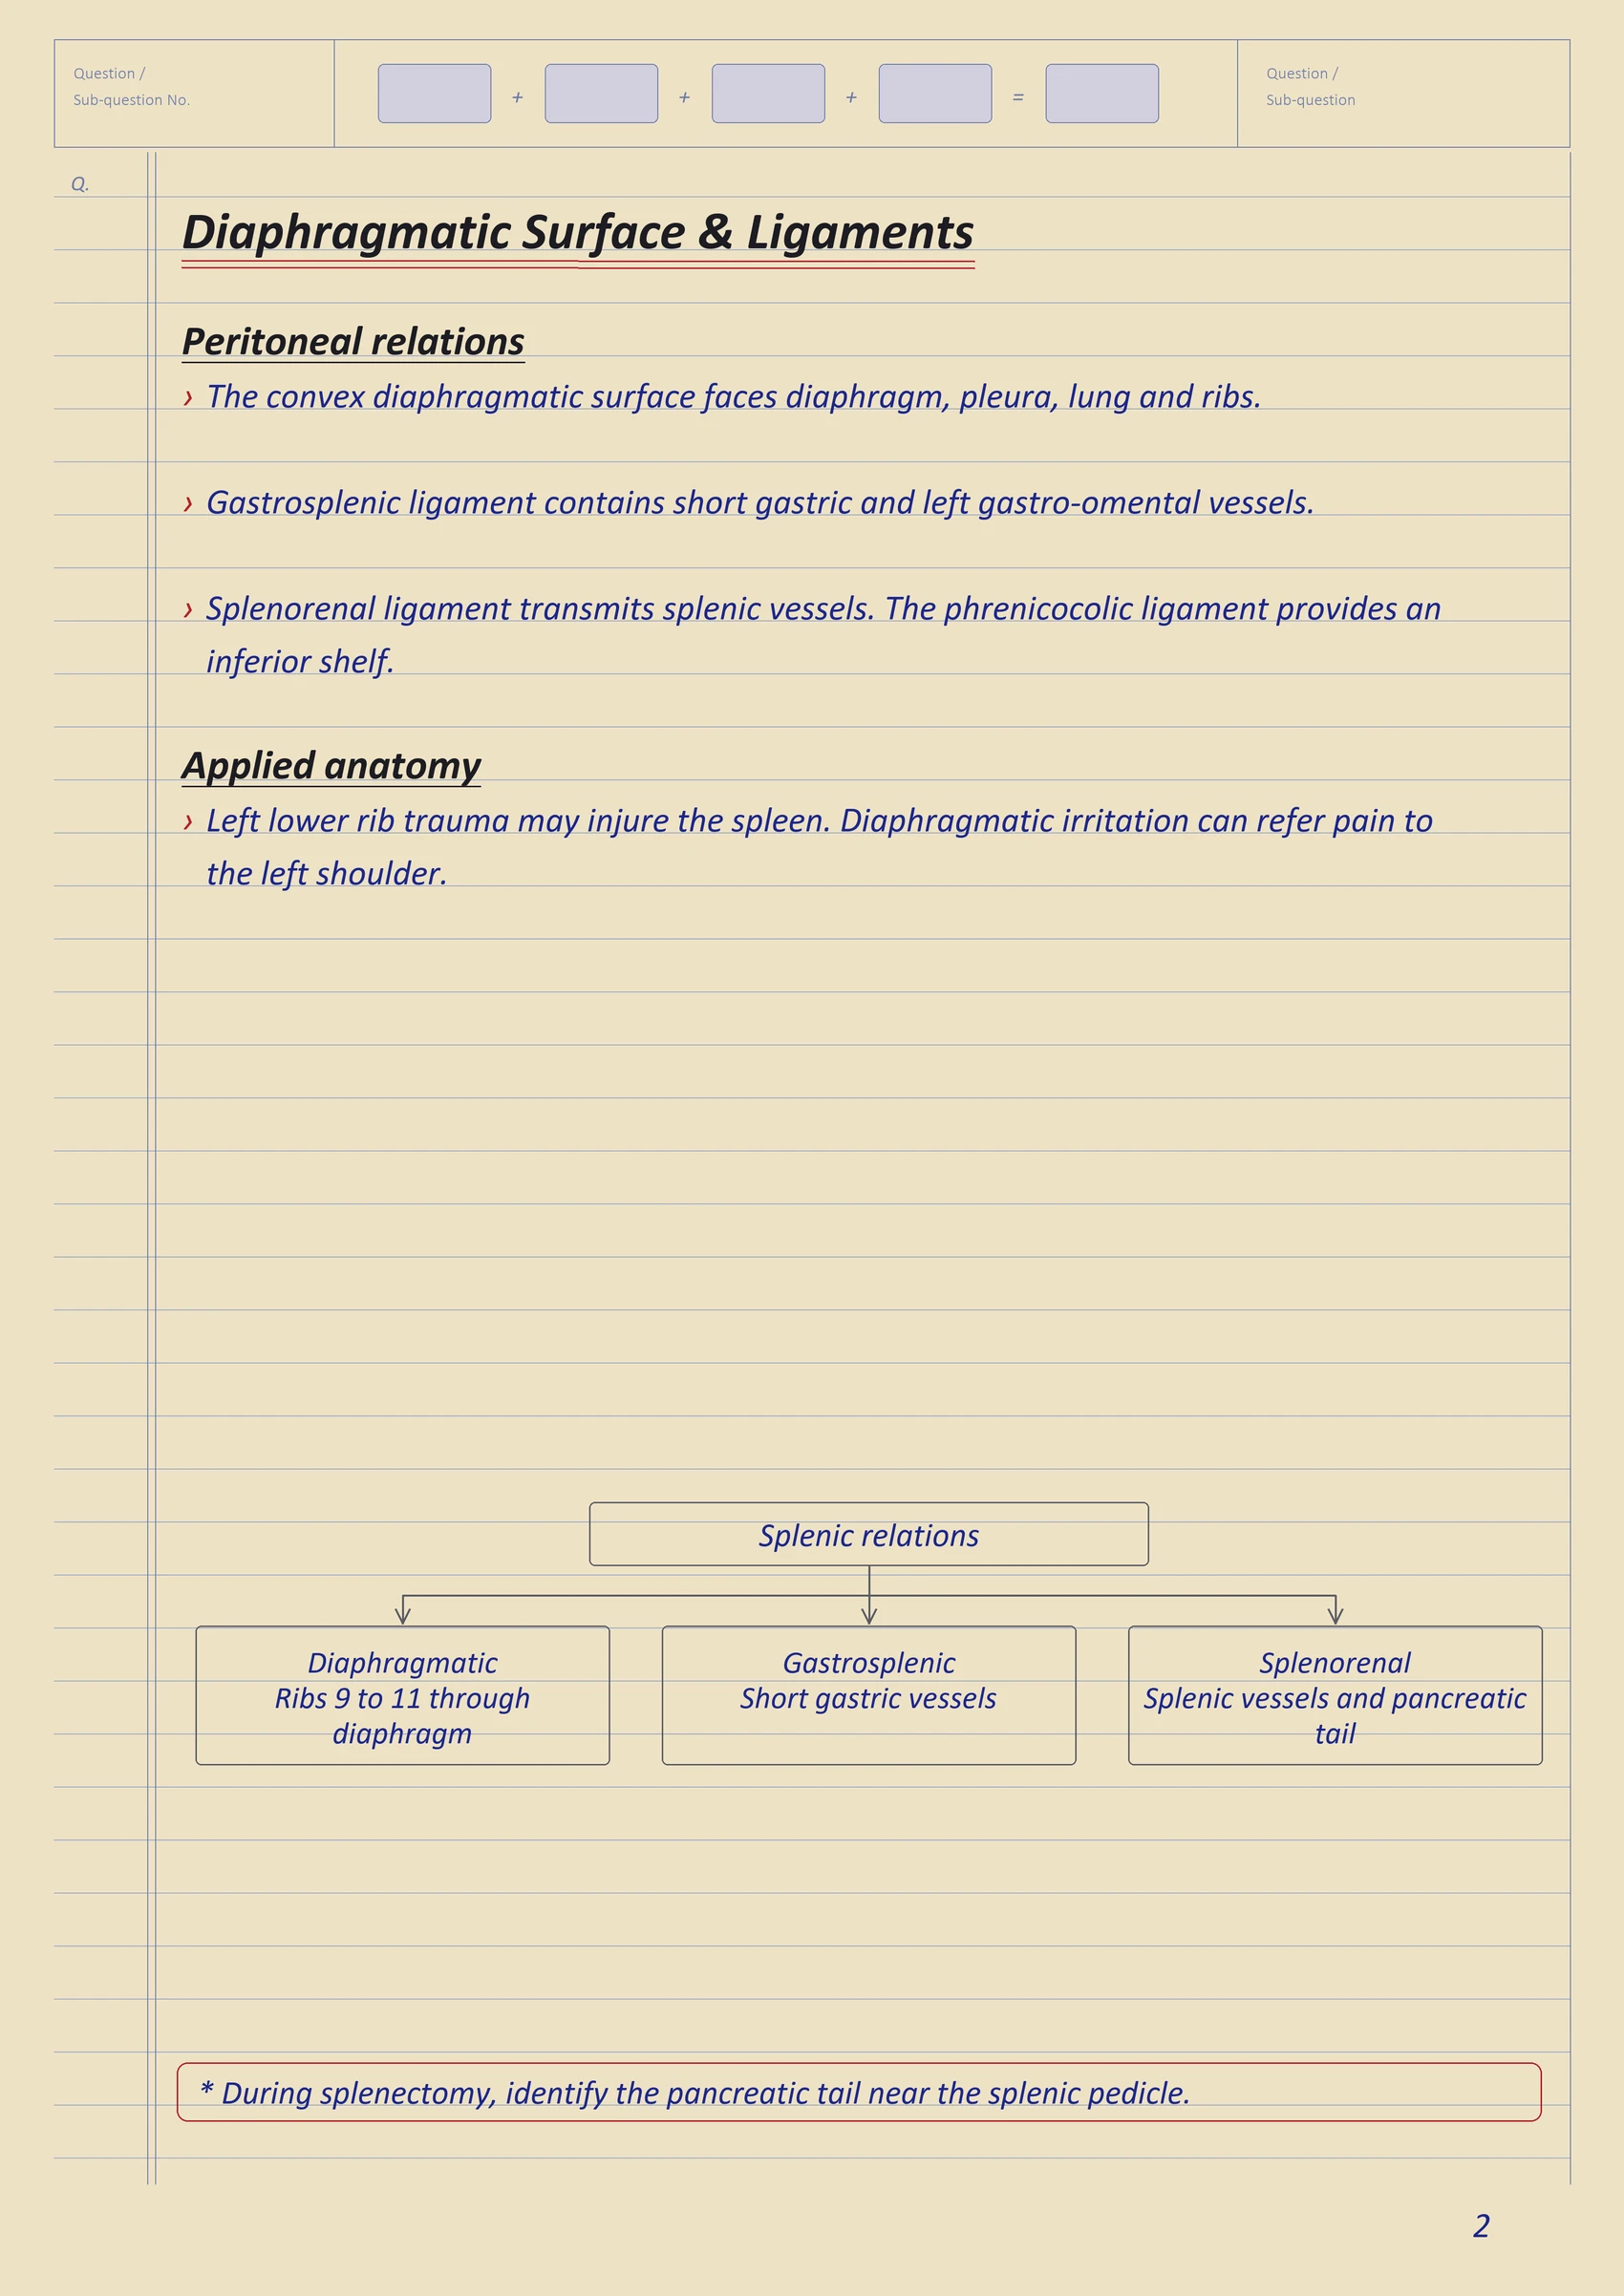 Question /
Sub-question No.
+ + + =
Question /
Sub-question
Q.
Diaphragmatic Surface & Ligaments
Peritoneal relations
› The convex diaphragmatic surface faces diaphragm, pleura, lung and ribs.
› Gastrosplenic ligament contains short gastric and left gastro-omental vessels.
› Splenorenal ligament transmits splenic vessels. The phrenicocolic ligament provides an
inferior shelf.
Applied anatomy
› Left lower rib trauma may injure the spleen. Diaphragmatic irritation can refer pain to
the left shoulder.
Splenic relations
Diaphragmatic
Ribs 9 to 11 through
diaphragm
Gastrosplenic
Short gastric vessels
Splenorenal
Splenic vessels and pancreatic
tail
* During splenectomy, identify the pancreatic tail near the splenic pedicle.
2